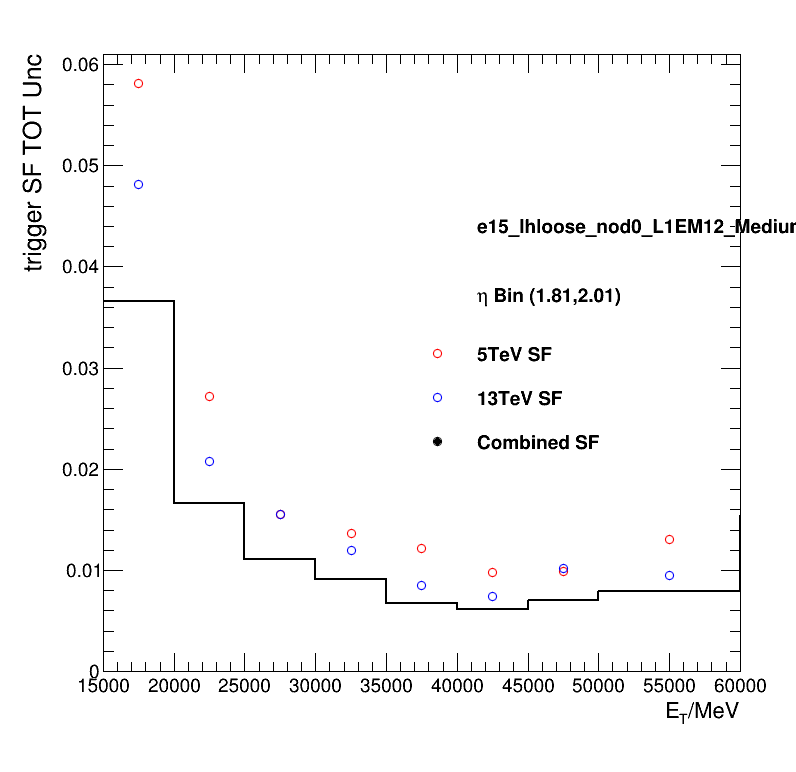 trigger SF TOT Unc
0.06
0.05
0.04
0.03
0.02
0.01
0
e15_lhloose_nod0_L1EM12_Mediur
η Bin (1.81,2.01)
5TeV SF
13TeV SF
Combined SF
15000 20000 25000 30000 35000 40000 45000 50000 55000 60000
E_T/MeV